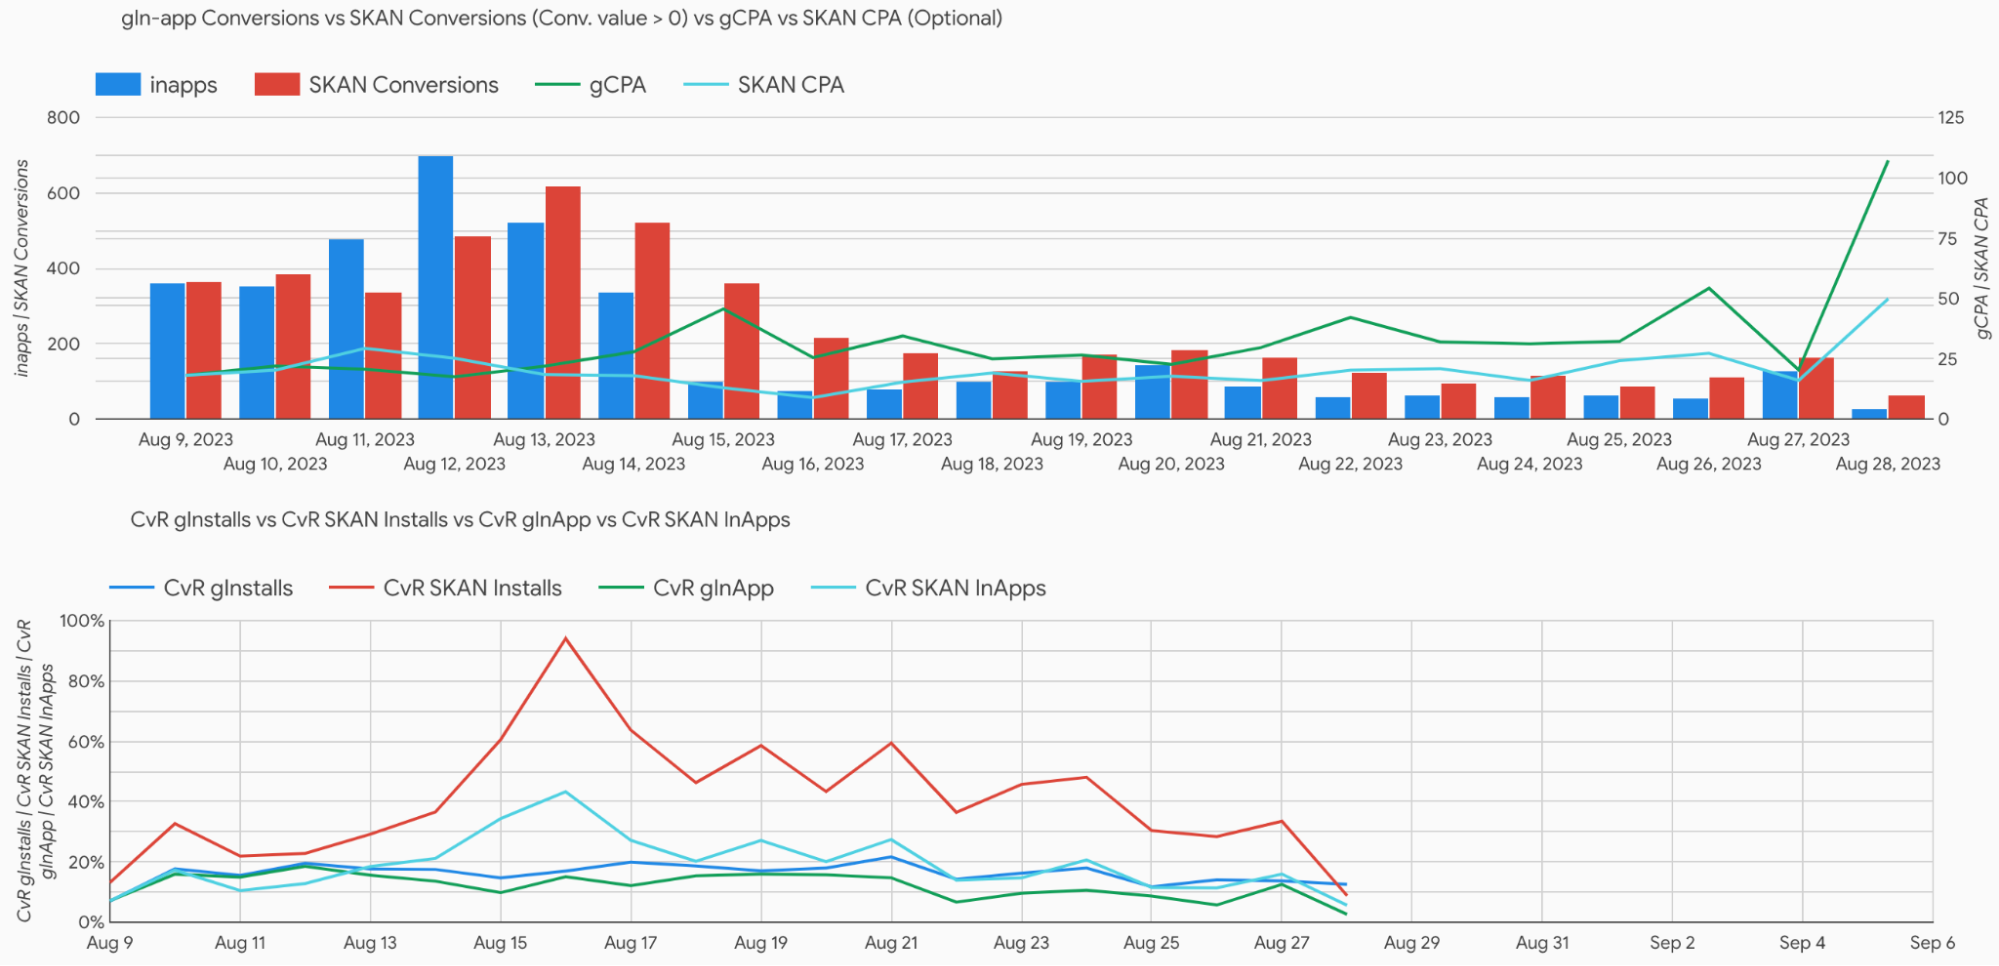 gIn-app Conversions vs SKAN Conversions (Conv. value > 0) vs gCPA vs SKAN CPA (Optional)
inapps SKAN Conversions gCPA SKAN CPA
inapps | SKAN Conversions
800
600
400
200
0
125
100
75
50
25
0
gCPA | SKAN CPA
Aug 9, 2023 Aug 11, 2023 Aug 13, 2023 Aug 15, 2023 Aug 17, 2023 Aug 19, 2023 Aug 21, 2023 Aug 23, 2023 Aug 25, 2023 Aug 27, 2023
Aug 10, 2023 Aug 12, 2023 Aug 14, 2023 Aug 16, 2023 Aug 18, 2023 Aug 20, 2023 Aug 22, 2023 Aug 24, 2023 Aug 26, 2023 Aug 28, 2023
CvR gInstalls vs CvR SKAN Installs vs CvR gInApp vs CvR SKAN InApps
CvR gInstalls CvR SKAN Installs CvR gInApp CvR SKAN InApps
CvR gInstalls | CvR SKAN Installs | CvR
gInApp | CvR SKAN InApps
100%
80%
60%
40%
20%
0%
Aug 9 Aug 11 Aug 13 Aug 15 Aug 17 Aug 19 Aug 21 Aug 23 Aug 25 Aug 27 Aug 29 Aug 31 Sep 2 Sep 4 Sep 6